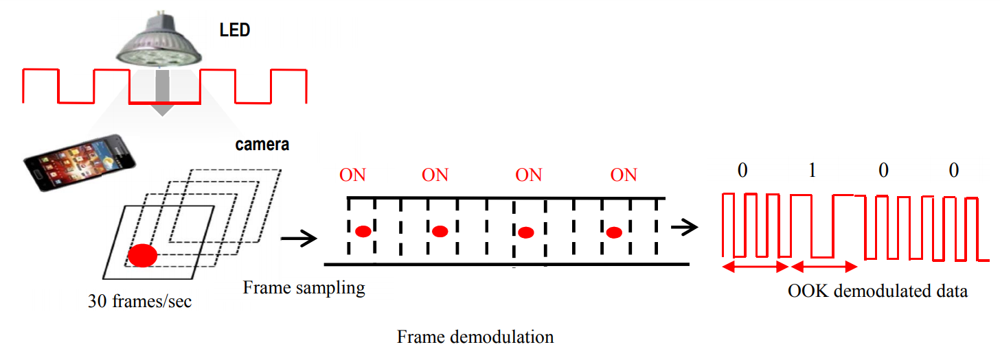 LED
camera
30 frames/sec
Frame sampling
ON ON ON ON
Frame demodulation
0 1 0 0
OOK demodulated data